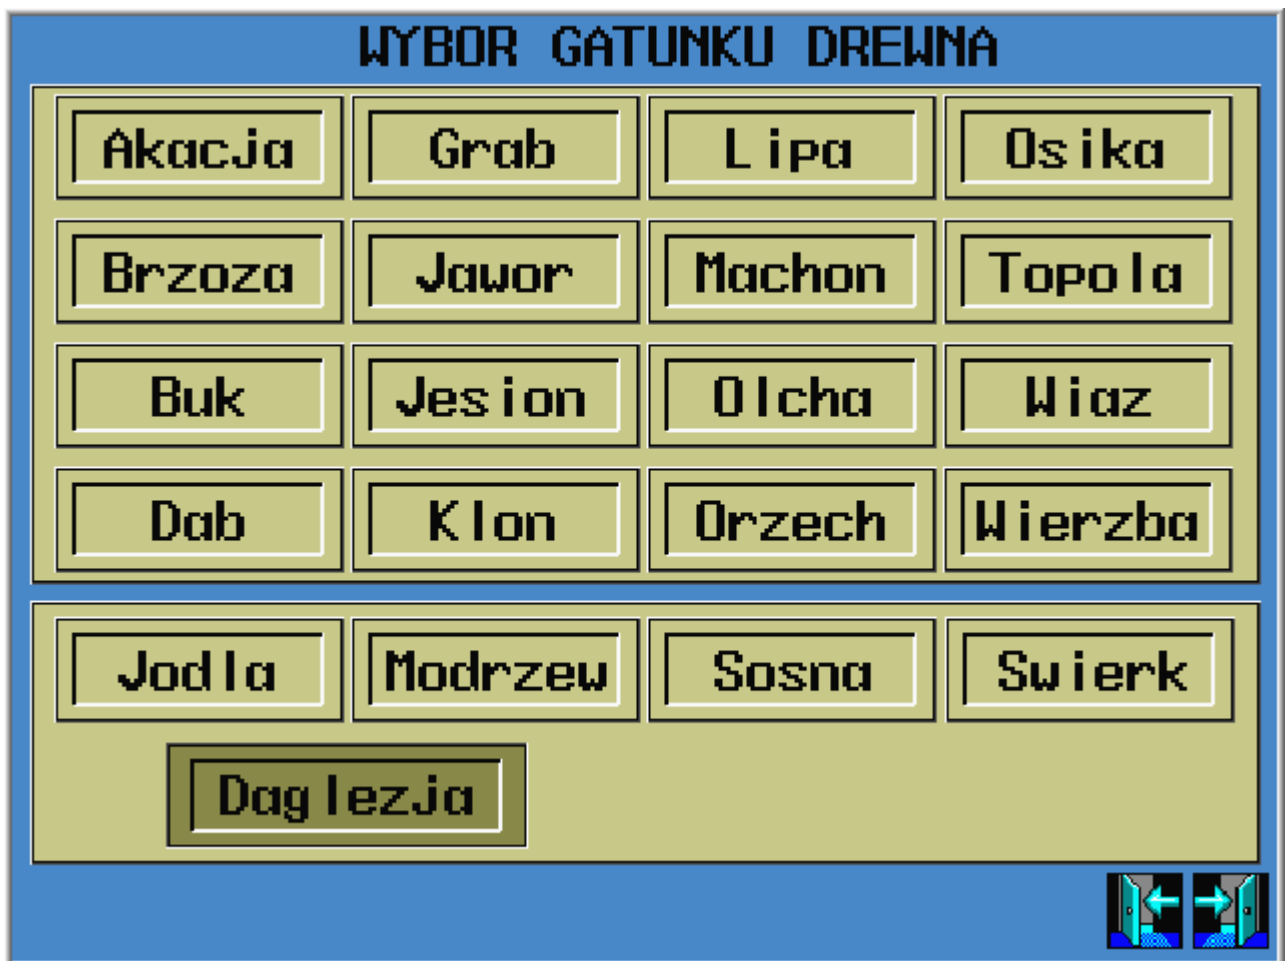 WYBOR GATUNKU DREWNA
Akacja Grab Lipa Osika
Brzoza Jawor Machon Topola
Buk Jesion Olcha Wiaz
Dab Klon Orzech Wierzba
Jodla Modrzew Sosna Swierk
Daglezja